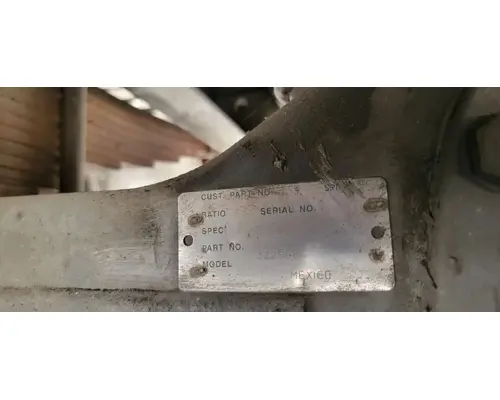 CUST. PART NO.
RATIO SERIAL NO.
SPEC
PART NO.
MODEL
MEXICO